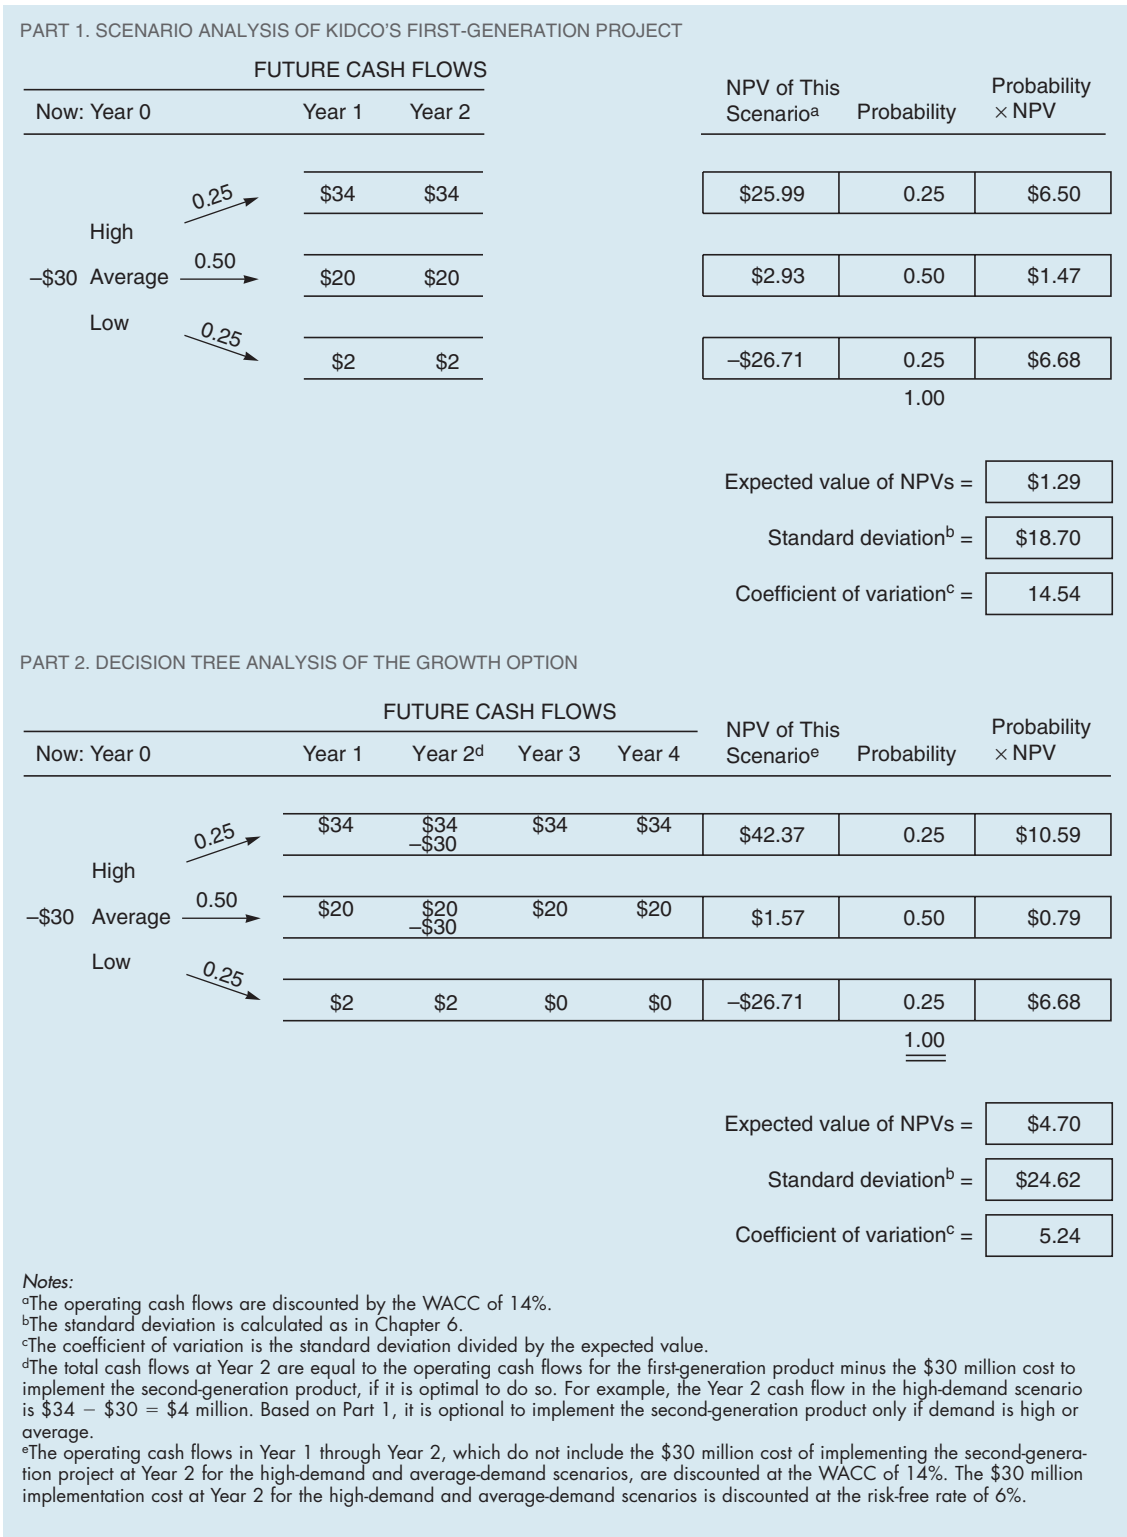 PART 1. SCENARIO ANALYSIS OF KIDCO'S FIRST-GENERATION PROJECT
FUTURE CASH FLOWS
Now: Year 0 Year 1 Year 2 NPV of This Scenarioᵃ Probability Probability × NPV
0.25 $34 $34 $25.99 0.25 $6.50
High
0.50
–$30 Average $20 $20 $2.93 0.50 $1.47
Low
0.25 $2 $2 –$26.71 0.25 $6.68
1.00
Expected value of NPVs = $1.29
Standard deviationᵇ = $18.70
Coefficient of variationᶜ = 14.54
PART 2. DECISION TREE ANALYSIS OF THE GROWTH OPTION
FUTURE CASH FLOWS
Now: Year 0 Year 1 Year 2ᵈ Year 3 Year 4 NPV of This Scenarioᵉ Probability Probability × NPV
0.25 $34 $34 $34 $34 $42.37 0.25 $10.59
–$30
High
0.50 $20 $20 $20 $20
–$30 Average –$30 $1.57 0.50 $0.79
Low
0.25 $2 $2 $0 $0 –$26.71 0.25 $6.68
1.00
Expected value of NPVs = $4.70
Standard deviationᵇ = $24.62
Coefficient of variationᶜ = 5.24
Notes:
ᵃThe operating cash flows are discounted by the WACC of 14%.
ᵇThe standard deviation is calculated as in Chapter 6.
ᶜThe coefficient of variation is the standard deviation divided by the expected value.
ᵈThe total cash flows at Year 2 are equal to the operating cash flows for the first-generation product minus the $30 million cost to
implement the second-generation product, if it is optimal to do so. For example, the Year 2 cash flow in the high-demand scenario
is $34 − $30 = $4 million. Based on Part 1, it is optional to implement the second-generation product only if demand is high or
average.
ᵉThe operating cash flows in Year 1 through Year 2, which do not include the $30 million cost of implementing the second-genera-
tion project at Year 2 for the high-demand and average-demand scenarios, are discounted at the WACC of 14%. The $30 million
implementation cost at Year 2 for the high-demand and average-demand scenarios is discounted at the risk-free rate of 6%.